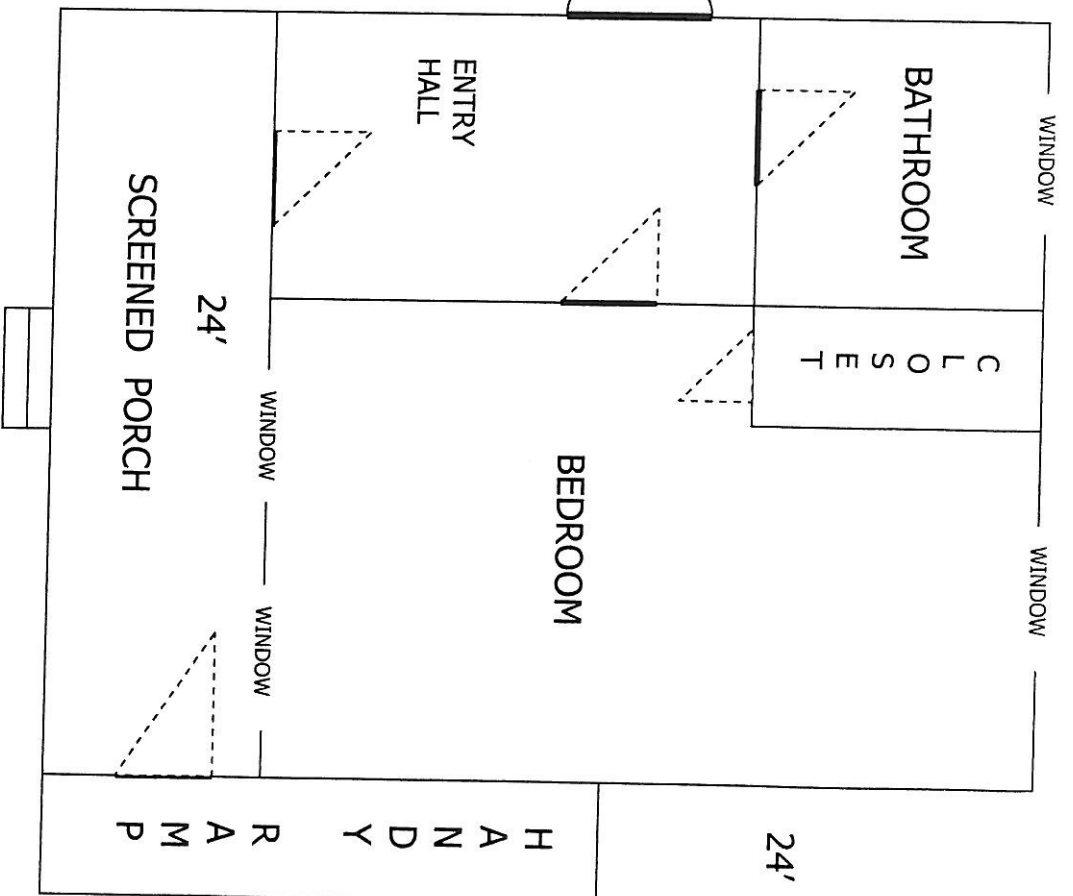 WINDOW
WINDOW
BATHROOM
CLOSET
24'
BEDROOM
ENTRY
HALL
HANDY RAMP
WINDOW
WINDOW
24'
SCREENED PORCH